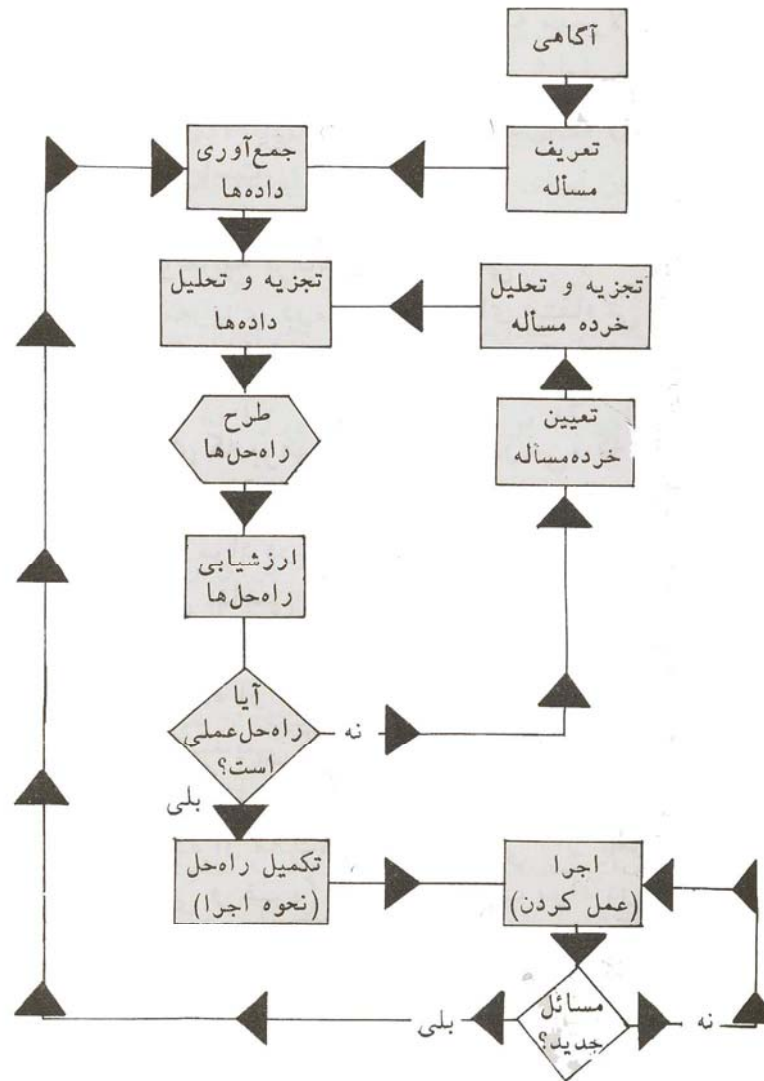 آگاهی
تعریف
مسأله
جمع‌آوری
داده‌ها
تجزیه و تحلیل
خرده مسأله
تجزیه و تحلیل
داده‌ها
تعیین
خرده‌مسأله
طرح
راه‌حل‌ها
ارزشیابی
راه‌حل‌ها
آیا
راه‌حل‌عملی
است؟
نه
بلی
تکمیل راه‌حل
(نحوه اجرا)
اجرا
(عمل کردن)
مسائل
جدید؟
نه
بلی